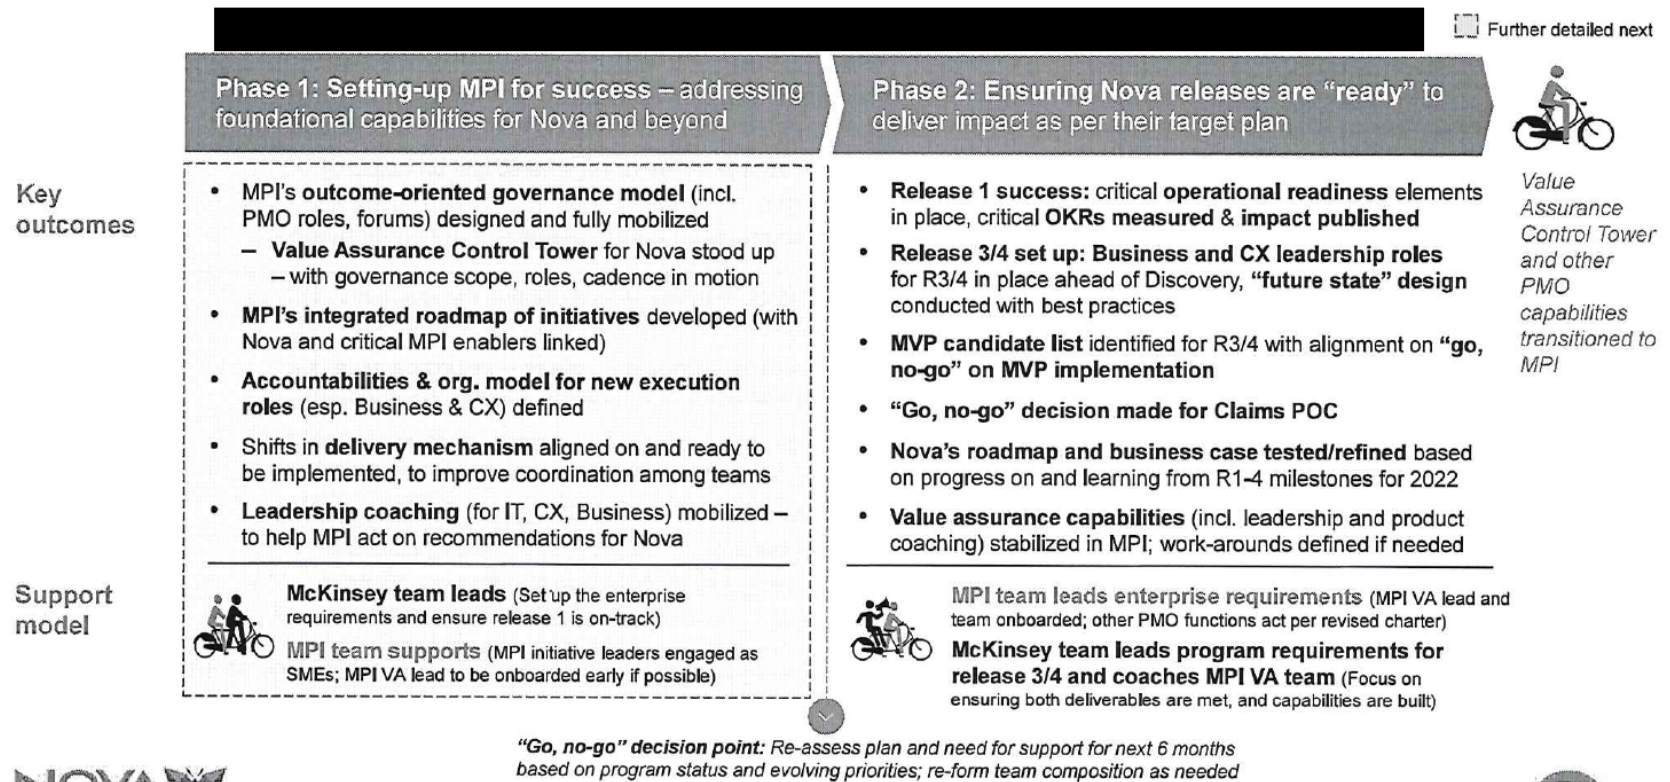 Further detailed next
Phase 1: Setting-up MPI for success – addressing
foundational capabilities for Nova and beyond
Phase 2: Ensuring Nova releases are “ready” to
deliver impact as per their target plan
Key
outcomes
• MPI’s outcome-oriented governance model (incl.
PMO roles, forums) designed and fully mobilized
– Value Assurance Control Tower for Nova stood up
– with governance scope, roles, cadence in motion
• MPI’s integrated roadmap of initiatives developed (with
Nova and critical MPI enablers linked)
• Accountabilities & org. model for new execution
roles (esp. Business & CX) defined
• Shifts in delivery mechanism aligned on and ready to
be implemented, to improve coordination among teams
• Leadership coaching (for IT, CX, Business) mobilized –
to help MPI act on recommendations for Nova
• Release 1 success: critical operational readiness elements
in place, critical OKRs measured & impact published
• Release 3/4 set up: Business and CX leadership roles
for R3/4 in place ahead of Discovery, “future state” design
conducted with best practices
• MVP candidate list identified for R3/4 with alignment on “go,
no-go” on MVP implementation
• “Go, no-go” decision made for Claims POC
• Nova’s roadmap and business case tested/refined based
on progress on and learning from R1-4 milestones for 2022
• Value assurance capabilities (incl. leadership and product
coaching) stabilized in MPI; work-arounds defined if needed
Value
Assurance
Control Tower
and other
PMO
capabilities
transitioned to
MPI
Support
model
McKinsey team leads (Set up the enterprise
requirements and ensure release 1 is on-track)
MPI team supports (MPI initiative leaders engaged as
SMEs; MPI VA lead to be onboarded early if possible)
MPI team leads enterprise requirements (MPI VA lead and
team onboarded; other PMO functions act per revised charter)
McKinsey team leads program requirements for
release 3/4 and coaches MPI VA team (Focus on
ensuring both deliverables are met, and capabilities are built)
“Go, no-go” decision point: Re-assess plan and need for support for next 6 months
based on program status and evolving priorities; re-form team composition as needed
NOVA